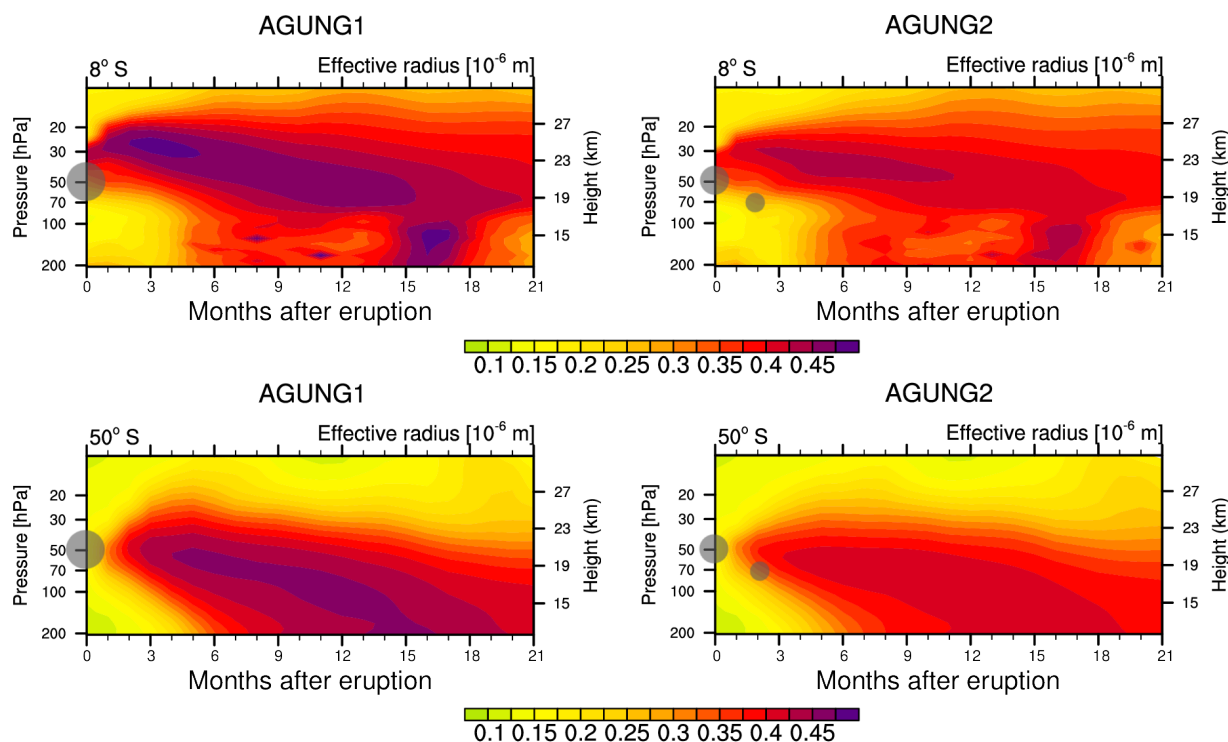 AGUNG1
AGUNG2
8° S Effective radius [10⁻⁶ m]
8° S Effective radius [10⁻⁶ m]
Pressure [hPa]
20
30
50
70
100
200
27
23
19
15
Height (km)
0 3 6 9 12 15 18 21
Months after eruption
Pressure [hPa]
20
30
50
70
100
200
27
23
19
15
Height (km)
0 3 6 9 12 15 18 21
Months after eruption
0.1 0.15 0.2 0.25 0.3 0.35 0.4 0.45
AGUNG1
AGUNG2
50° S Effective radius [10⁻⁶ m]
50° S Effective radius [10⁻⁶ m]
Pressure [hPa]
20
30
50
70
100
200
27
23
19
15
Height (km)
0 3 6 9 12 15 18 21
Months after eruption
Pressure [hPa]
20
30
50
70
100
200
27
23
19
15
Height (km)
0 3 6 9 12 15 18 21
Months after eruption
0.1 0.15 0.2 0.25 0.3 0.35 0.4 0.45